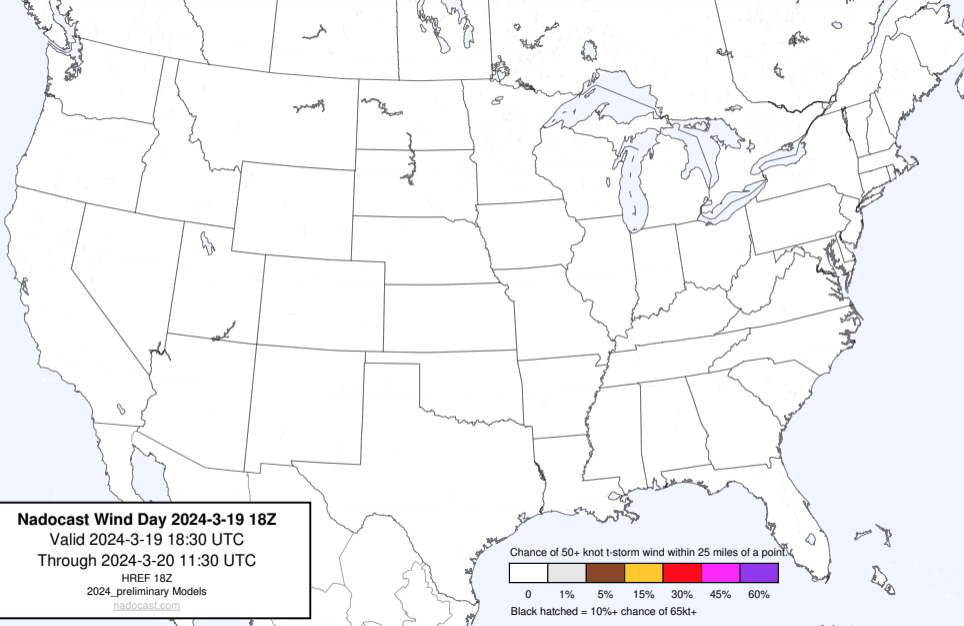 Nadocast Wind Day 2024-3-19 18Z
Valid 2024-3-19 18:30 UTC
Through 2024-3-20 11:30 UTC
HREF 18Z
2024_preliminary Models
nadocast.com
Chance of 50+ knot t-storm wind within 25 miles of a point.
0 1% 5% 15% 30% 45% 60%
Black hatched = 10%+ chance of 65kt+